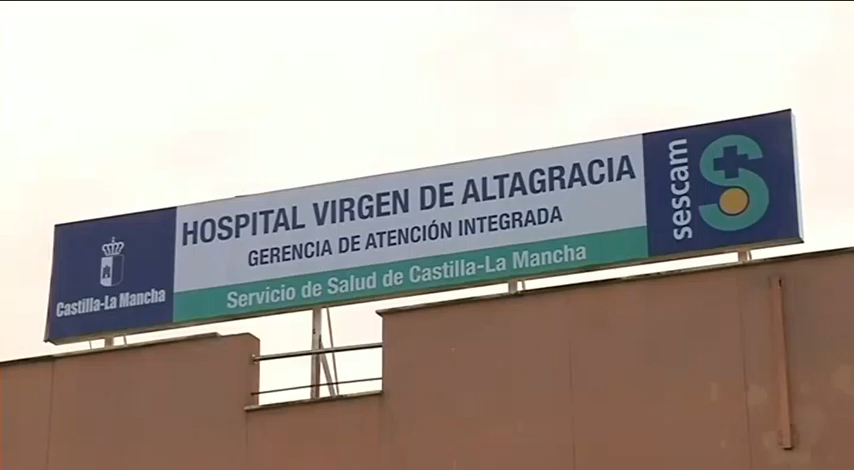 HOSPITAL VIRGEN DE ALTAGRACIA
GERENCIA DE ATENCIÓN INTEGRADA
Servicio de Salud de Castilla-La Mancha
Castilla-La Mancha
sescam